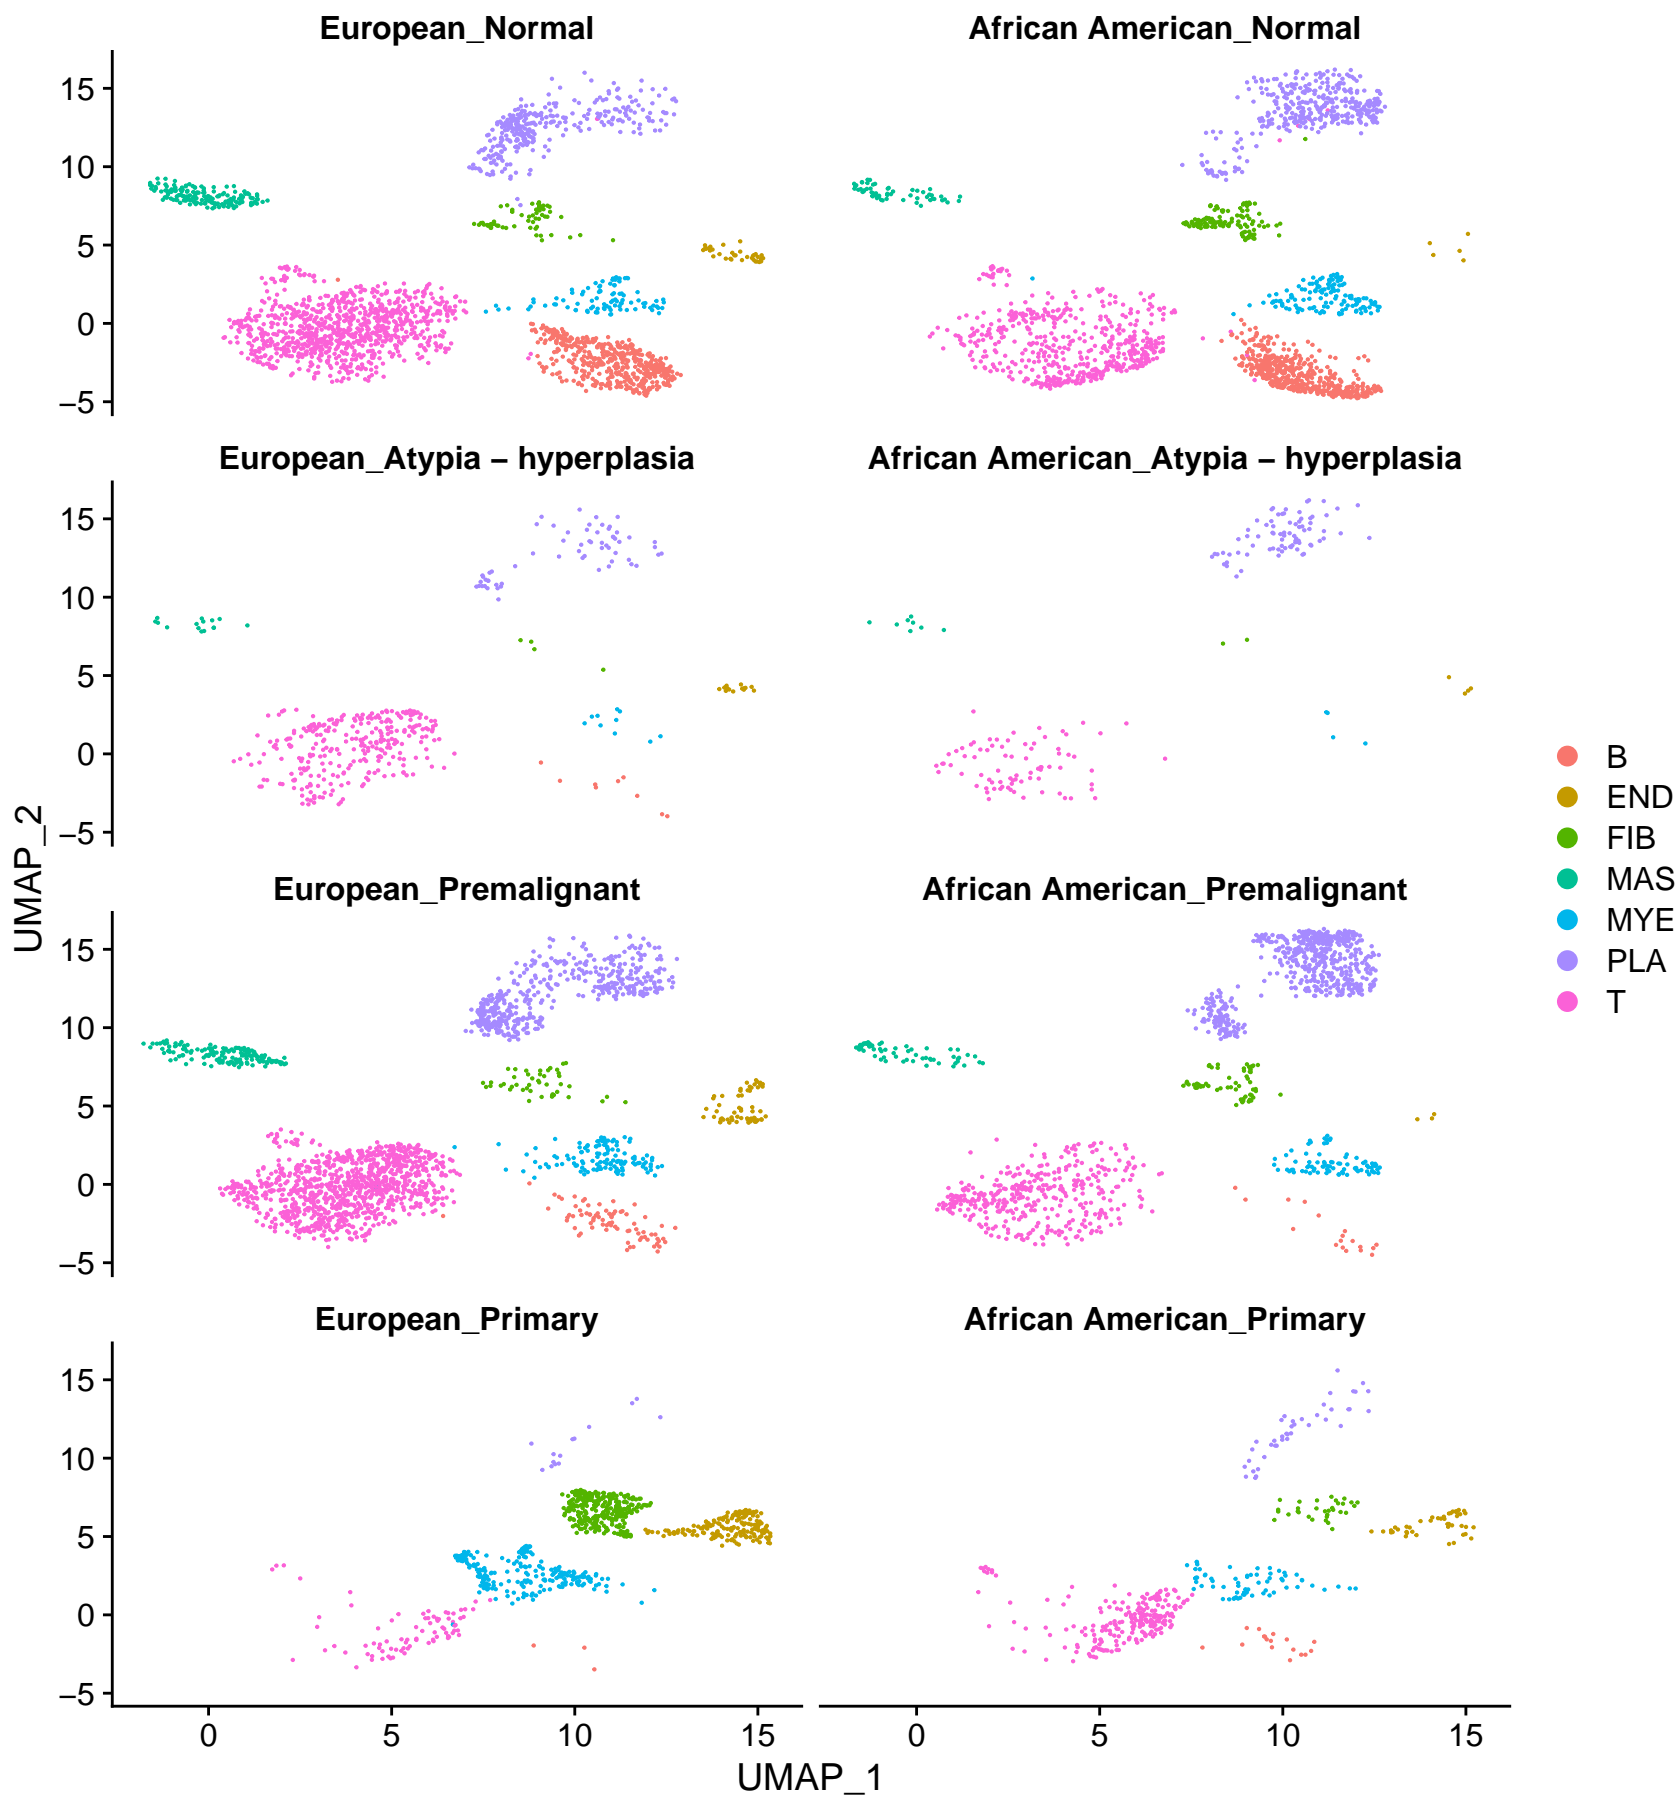 European_Normal
African American_Normal
15
10
5
0
−5
European_Atypia − hyperplasia
African American_Atypia − hyperplasia
15
10
5
0
−5
European_Premalignant
African American_Premalignant
15
10
5
0
−5
European_Primary
African American_Primary
15
10
5
0
−5
0
5
10
15
0
5
10
15
UMAP_1
UMAP_2
B
END
FIB
MAS
MYE
PLA
T